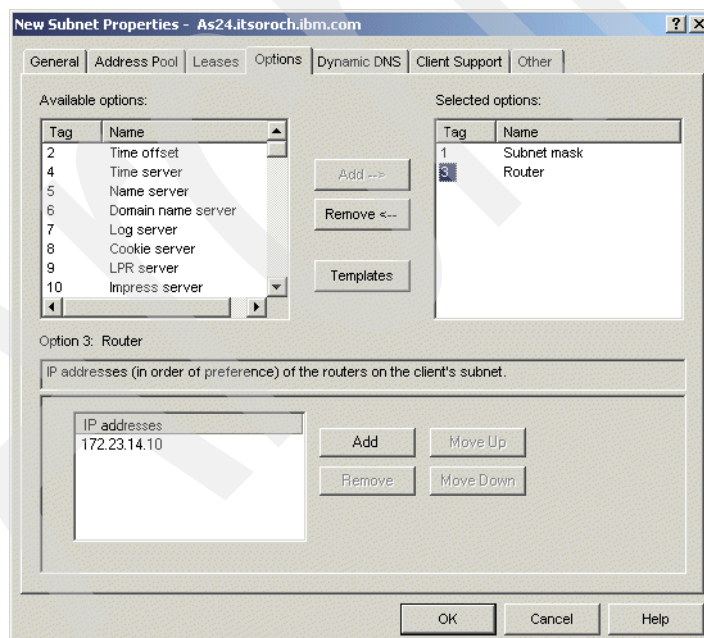 New Subnet Properties - As24.itsoroch.ibm.com
General Address Pool Leases Options Dynamic DNS Client Support Other
Available options:
Tag Name
2 Time offset
4 Time server
5 Name server
6 Domain name server
7 Log server
8 Cookie server
9 LPR server
10 Impress server
Add -->
Remove <--
Templates
Selected options:
Tag Name
1 Subnet mask
3 Router
Option 3: Router
IP addresses (in order of preference) of the routers on the client's subnet.
IP addresses
172.23.14.10
Add Move Up
Remove Move Down
OK Cancel Help